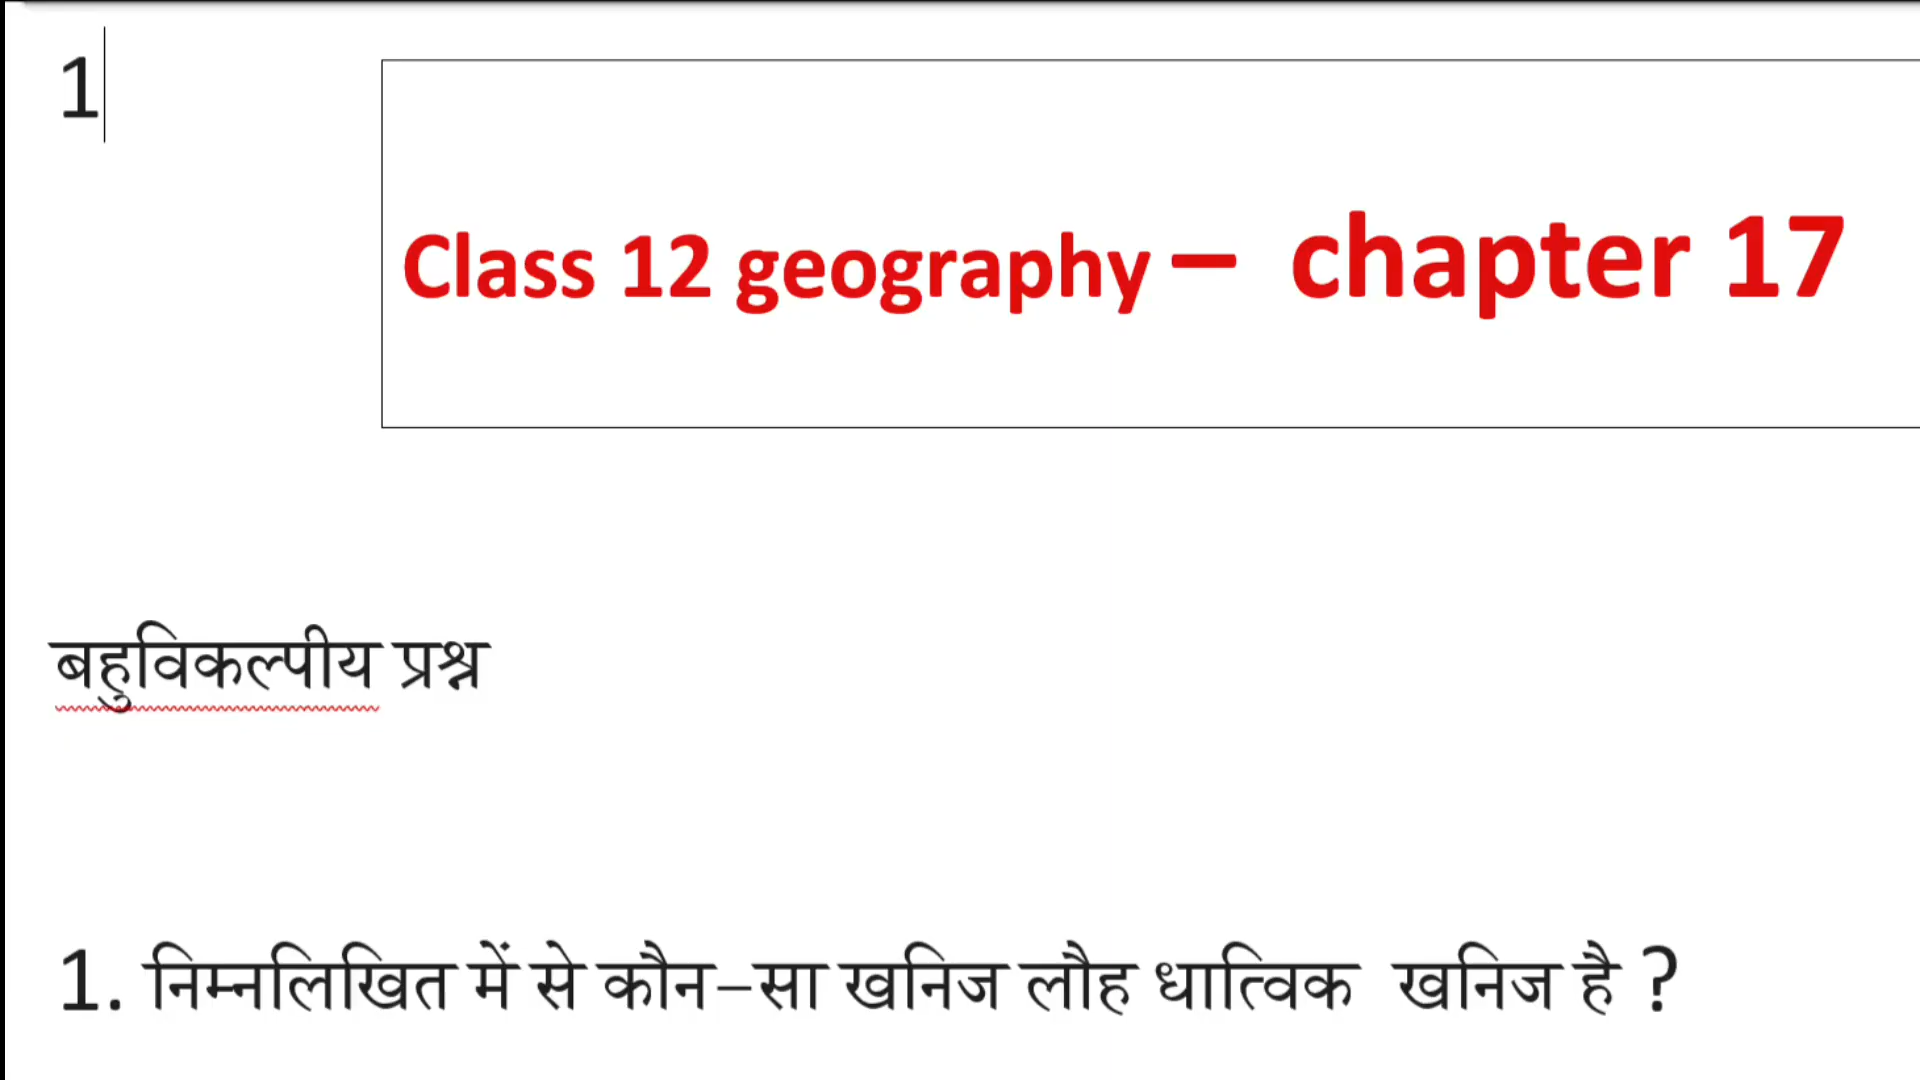 1
Class 12 geography – chapter 17
बहुविकल्पीय प्रश्न
1. निम्नलिखित में से कौन–सा खनिज लौह धात्विक खनिज है ?